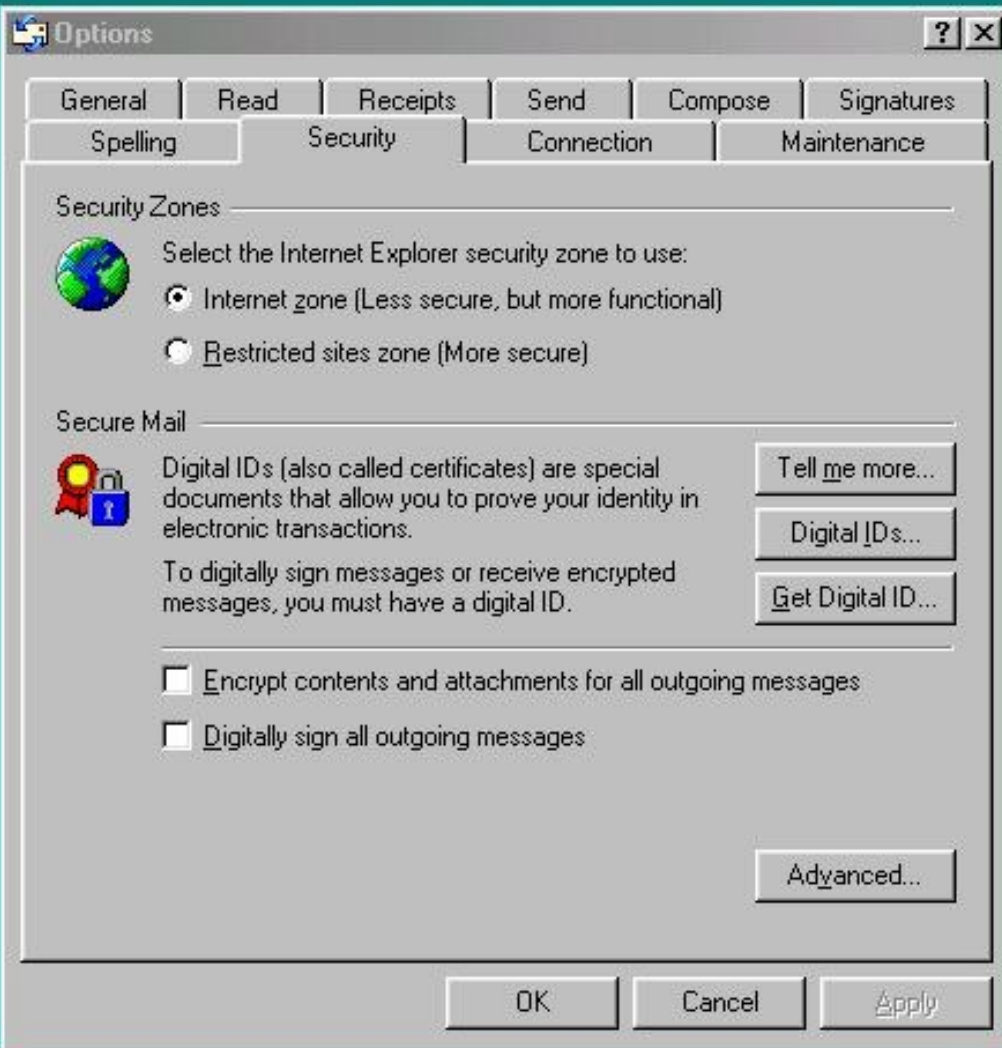 Options
General Read Receipts Send Compose Signatures
Spelling Security Connection Maintenance
Security Zones
Select the Internet Explorer security zone to use:
Internet zone (Less secure, but more functional)
Restricted sites zone (More secure)
Secure Mail
Digital IDs (also called certificates) are special
documents that allow you to prove your identity in
electronic transactions.
Tell me more...
Digital IDs...
To digitally sign messages or receive encrypted
messages, you must have a digital ID.
Get Digital ID...
Encrypt contents and attachments for all outgoing messages
Digitally sign all outgoing messages
Advanced...
OK Cancel Apply